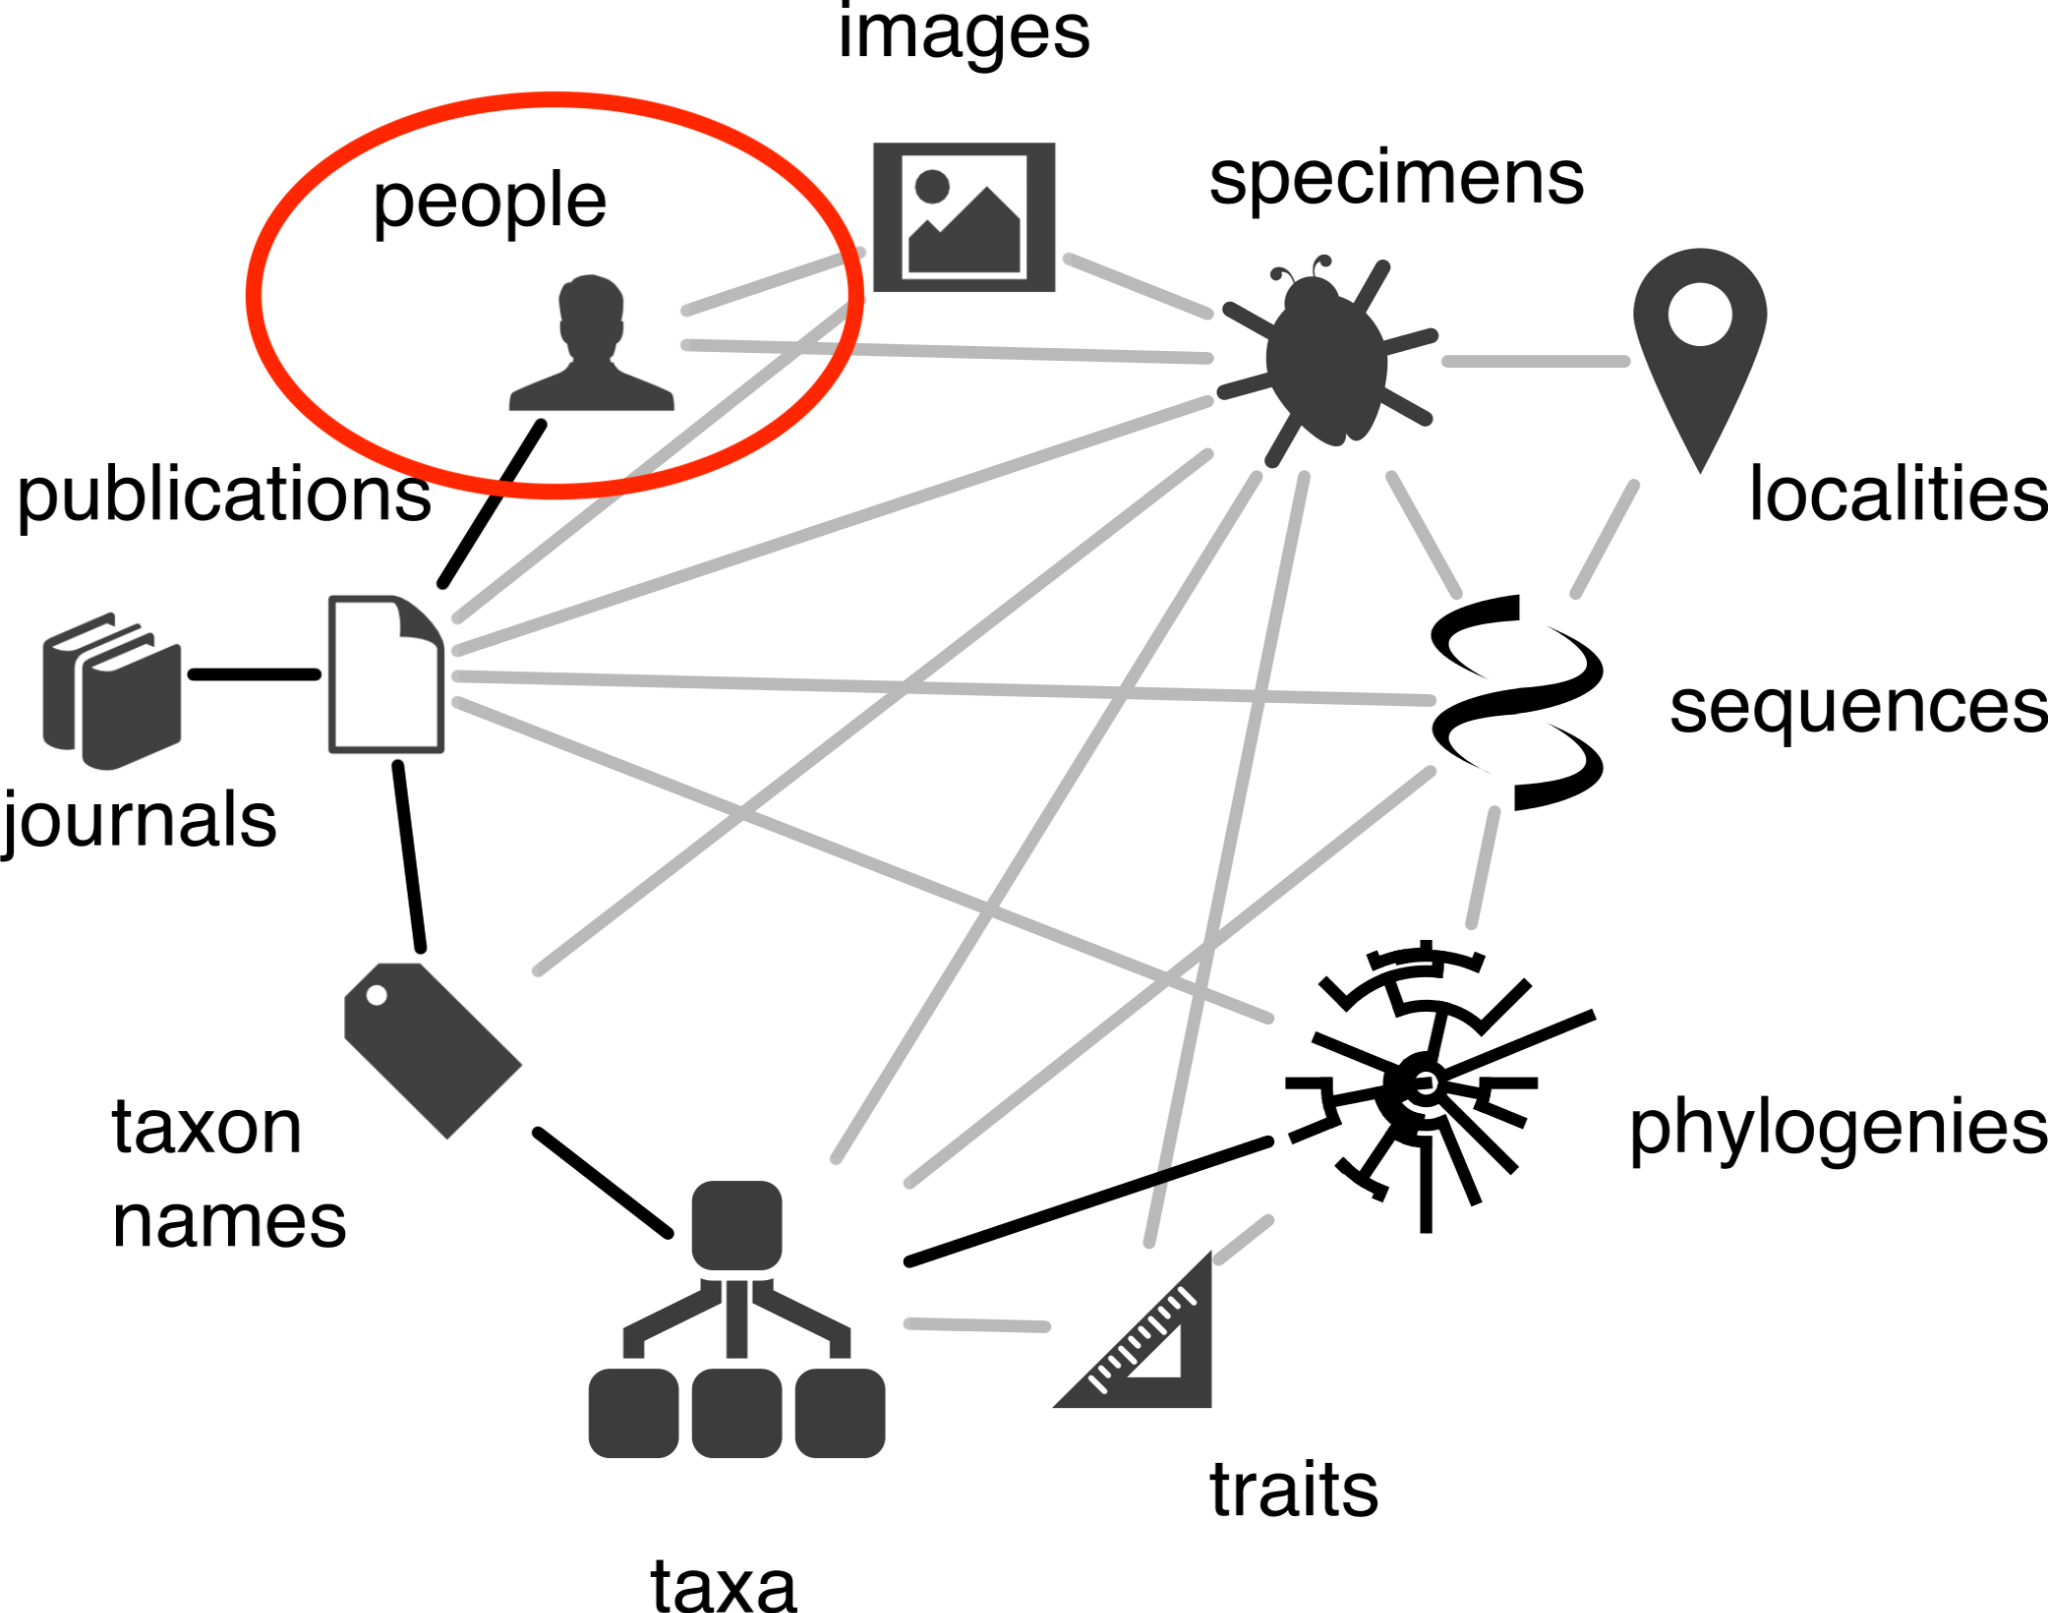 images
people
specimens
publications
localities
sequences
journals
taxon
names
phylogenies
traits
taxa